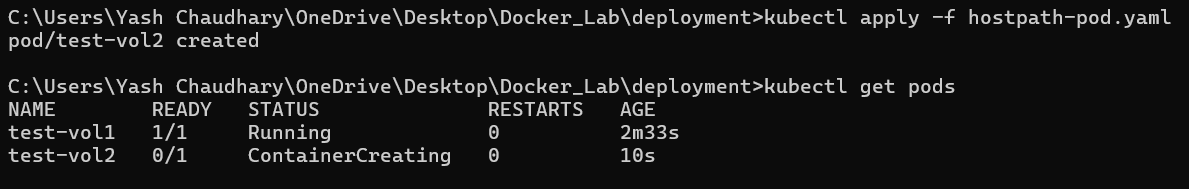 C:\Users\Yash Chaudhary\OneDrive\Desktop\Docker_Lab\deployment>kubectl apply -f hostpath-pod.yaml
pod/test-vol2 created
C:\Users\Yash Chaudhary\OneDrive\Desktop\Docker_Lab\deployment>kubectl get pods
NAME        READY   STATUS              RESTARTS   AGE
test-vol1   1/1     Running             0          2m33s
test-vol2   0/1     ContainerCreating   0          10s